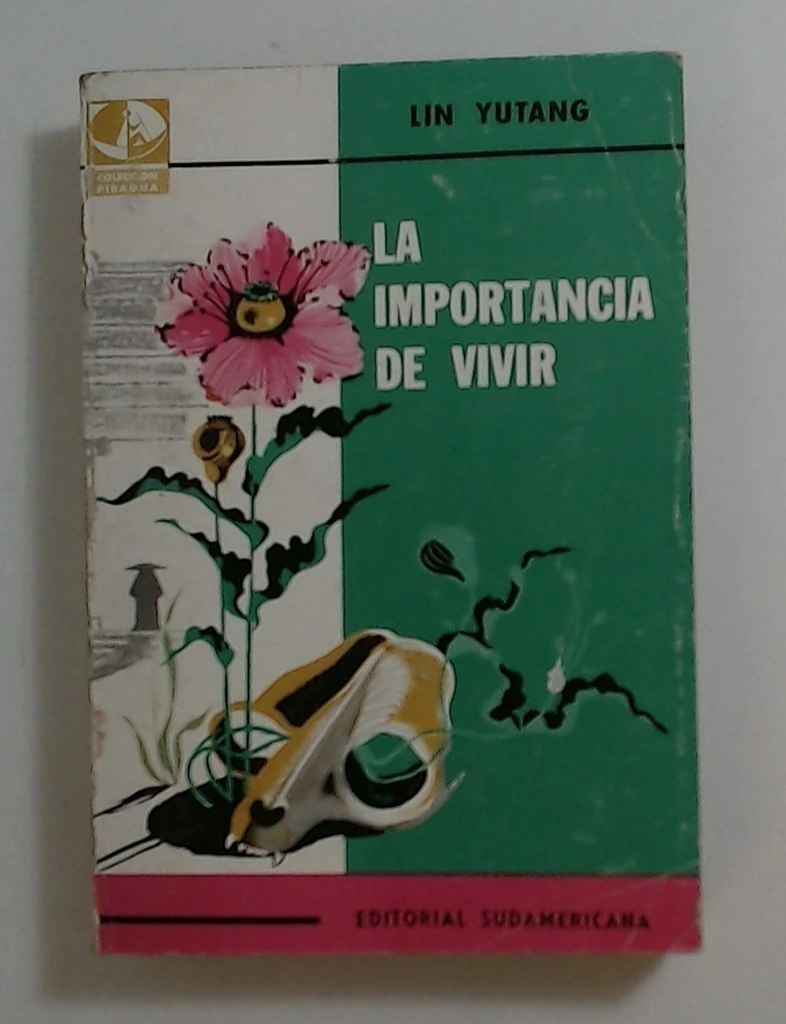 LIN YUTANG
COLECCION
PIRAGUA
LA
IMPORTANCIA
DE VIVIR
EDITORIAL SUDAMERICANA